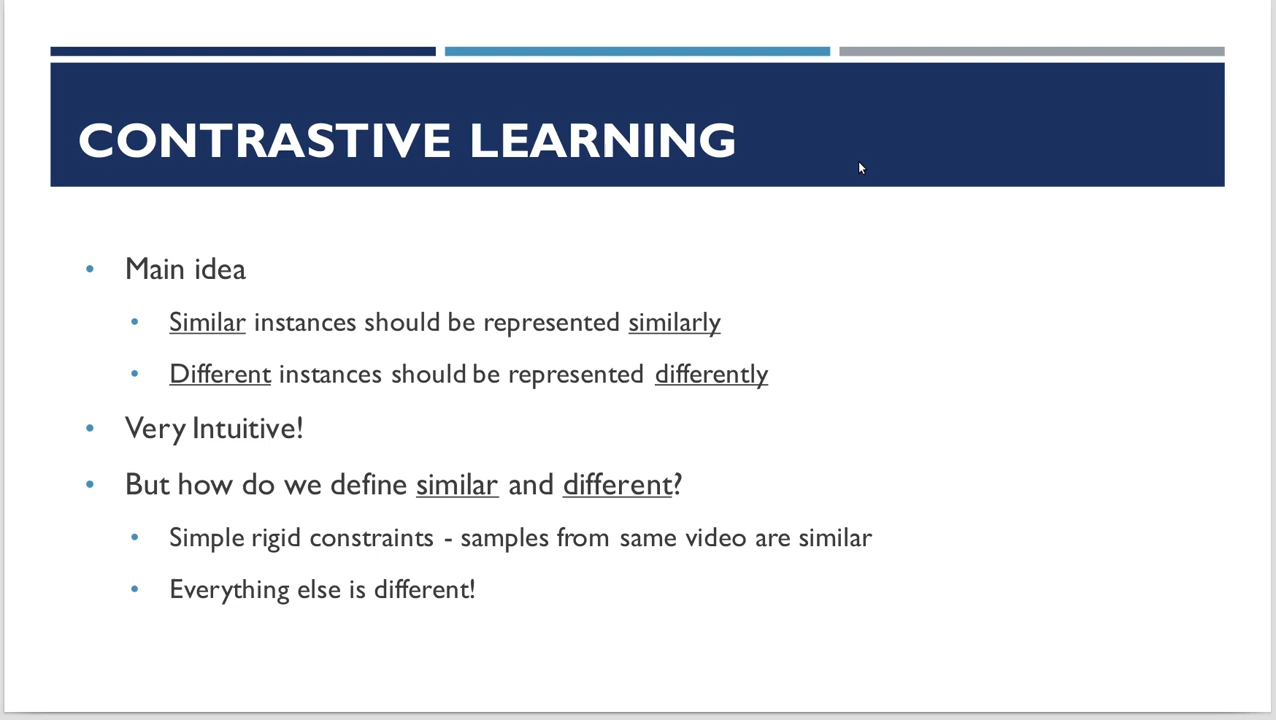 CONTRASTIVE LEARNING
• Main idea
• Similar instances should be represented similarly
• Different instances should be represented differently
• Very Intuitive!
• But how do we define similar and different?
• Simple rigid constraints - samples from same video are similar
• Everything else is different!